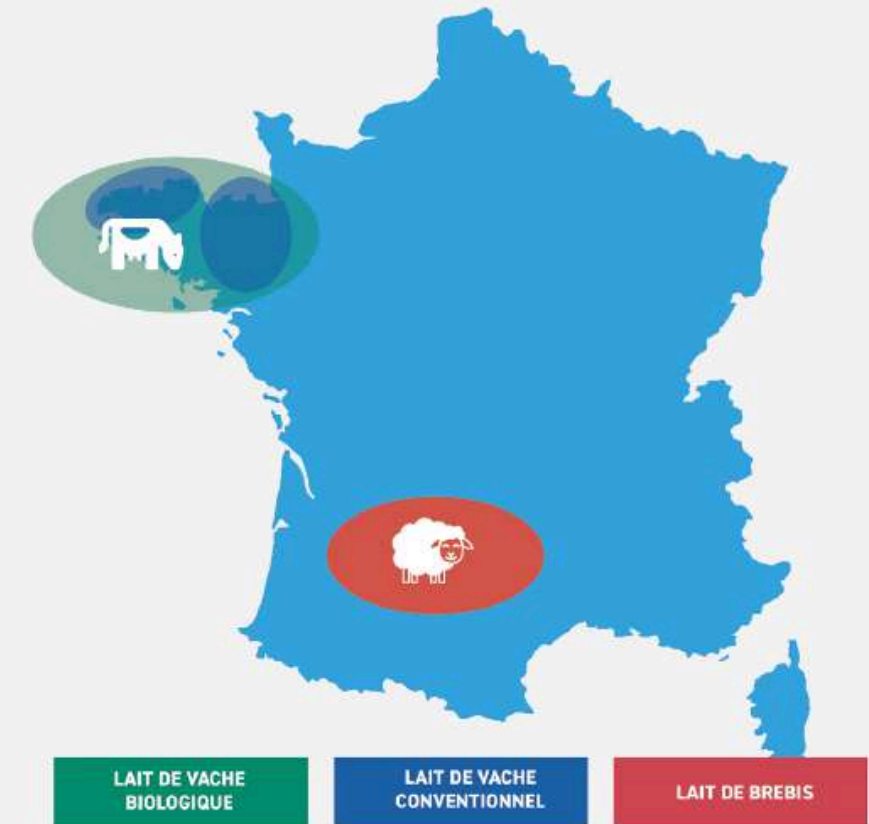 LAIT DE VACHE
BIOLOGIQUE
LAIT DE VACHE
CONVENTIONNEL
LAIT DE BREBIS